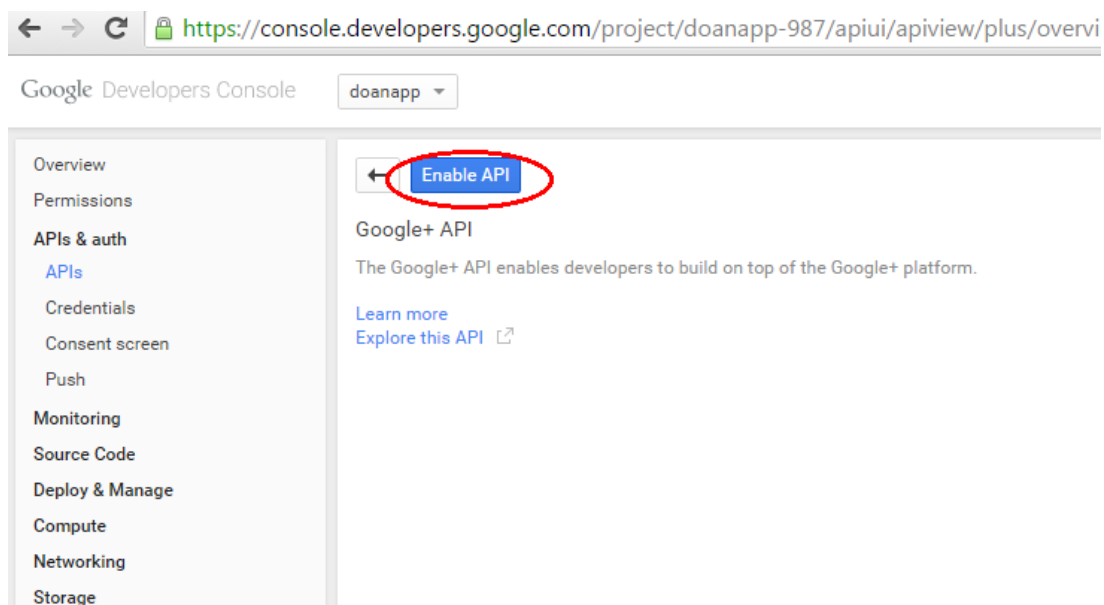 https://console.developers.google.com/project/doanapp-987/apiui/apiview/plus/overvi
Google Developers Console
doanapp
Overview
Permissions
APIs & auth
APIs
Credentials
Consent screen
Push
Monitoring
Source Code
Deploy & Manage
Compute
Networking
Storage
Enable API
Google+ API
The Google+ API enables developers to build on top of the Google+ platform.
Learn more
Explore this API